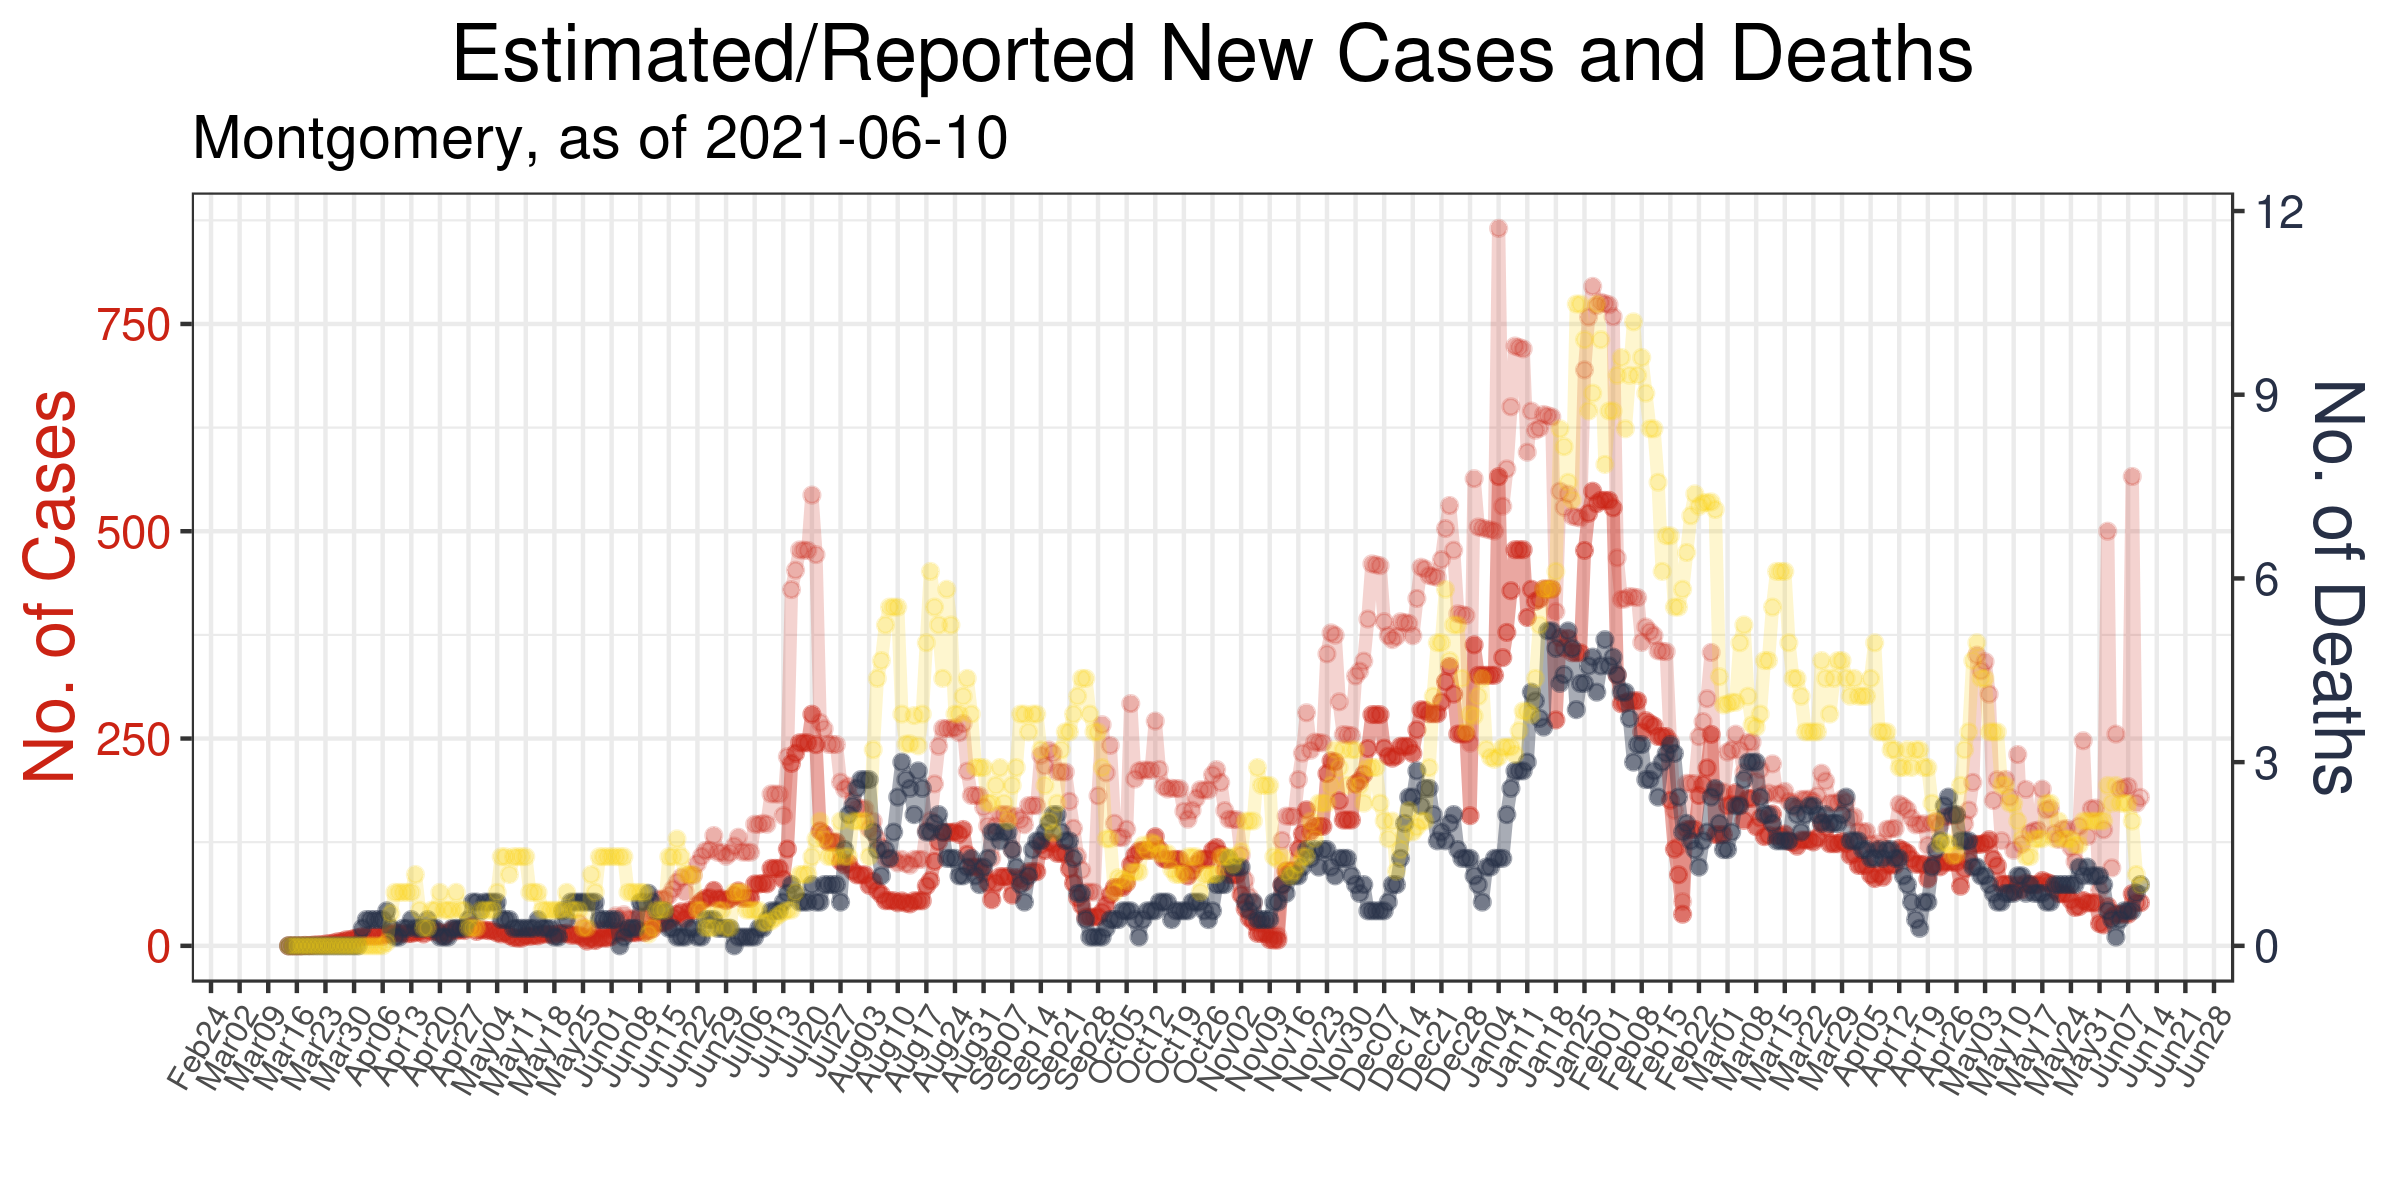 Estimated/Reported New Cases and Deaths
Montgomery, as of 2021-06-10
No. of Cases
750
500
250
0
12
9
6
3
0
No. of Deaths
Feb24
Mar02
Mar09
Mar16
Mar23
Mar30
Apr06
Apr13
Apr20
Apr27
May04
May11
May18
May25
Jun01
Jun08
Jun15
Jun22
Jun29
Jul06
Jul13
Jul20
Jul27
Aug03
Aug10
Aug17
Aug24
Aug31
Sep07
Sep14
Sep21
Sep28
Oct05
Oct12
Oct19
Oct26
Nov02
Nov09
Nov16
Nov23
Nov30
Dec07
Dec14
Dec21
Dec28
Jan04
Jan11
Jan18
Jan25
Feb01
Feb08
Feb15
Feb22
Mar01
Mar08
Mar15
Mar22
Mar29
Apr05
Apr12
Apr19
Apr26
May03
May10
May17
May24
May31
Jun07
Jun14
Jun21
Jun28